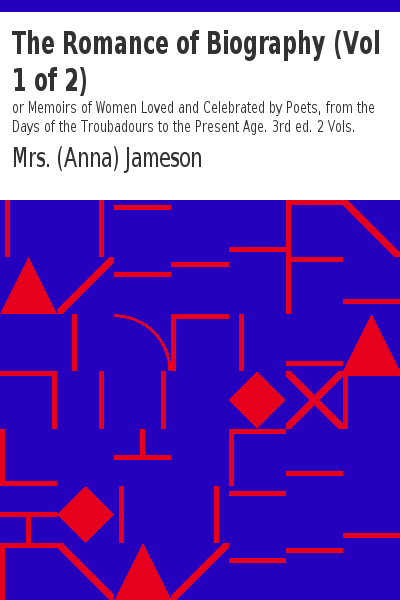 The Romance of Biography (Vol
1 of 2)
or Memoirs of Women Loved and Celebrated by Poets, from the
Days of the Troubadours to the Present Age. 3rd ed. 2 Vols.
Mrs. (Anna) Jameson